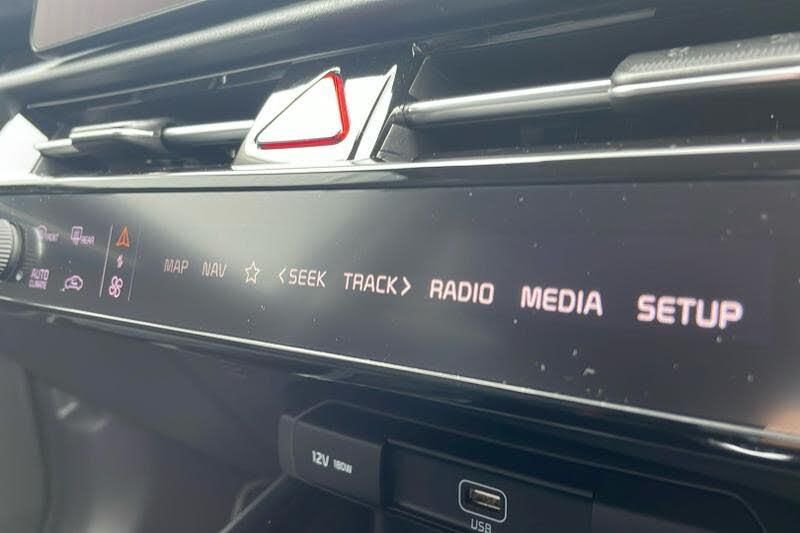 FRONT REAR
AUTO
CLIMATE
MAP NAV <SEEK TRACK> RADIO MEDIA SETUP
12V 180W
USB